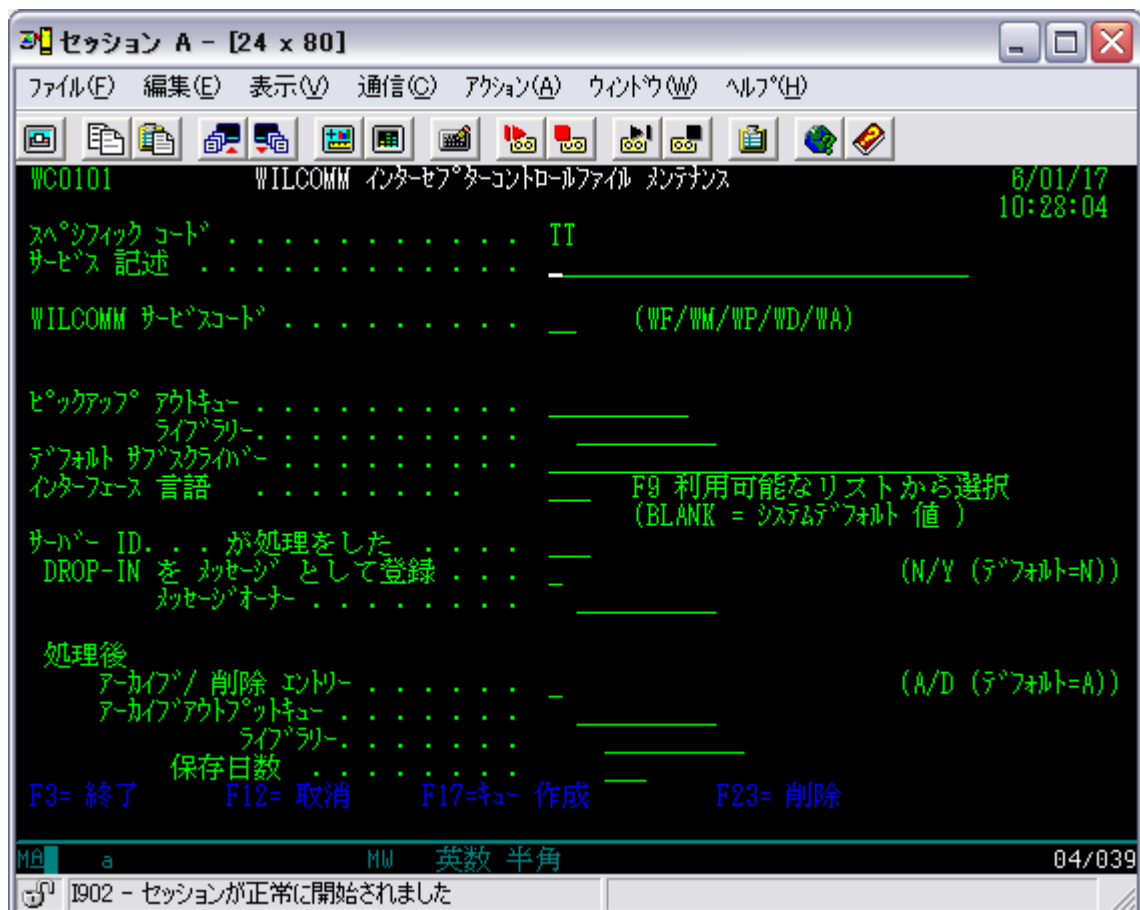 セッション A - [24 x 80]
ファイル(F) 編集(E) 表示(V) 通信(C) アクション(A) ウィンドウ(W) ヘルプ(H)
WC0101 WILCOMM インターセプターコントロールファイル メンテナンス 6/01/17
10:28:04
スペシフィック コード . . . . . . . . . . . TT
サービス 記述 . . . . . . . . . . . .
WILCOMM サービスコード . . . . . . . . . __ (WF/WM/WP/WD/WA)
ピックアップ アウトキュー . . . . . . . . . .
ライブラリー. . . . . . . . . .
デフォルト サブスクライバー . . . . . . . . .
インターフェース 言語 . . . . . . . . ___ F9 利用可能なリストから選択
(BLANK = システムデフォルト 値 )
サーバー ID. . . が処理をした . . . . ___
DROP-IN を メッセージ として登録 . . . _ (N/Y (デフォルト=N))
メッセージオーナー . . . . . . . .
処理後
アーカイブ/ 削除 エントリー . . . . . . _ (A/D (デフォルト=A))
アーカイブアウトプットキュー . . . . . . .
ライブラリー. . . . . . .
保存日数 . . . . . . . . ___
F3= 終了 F12= 取消 F17=キュー 作成 F23= 削除
MA a MW 英数 半角 04/039
I902 - セッションが正常に開始されました